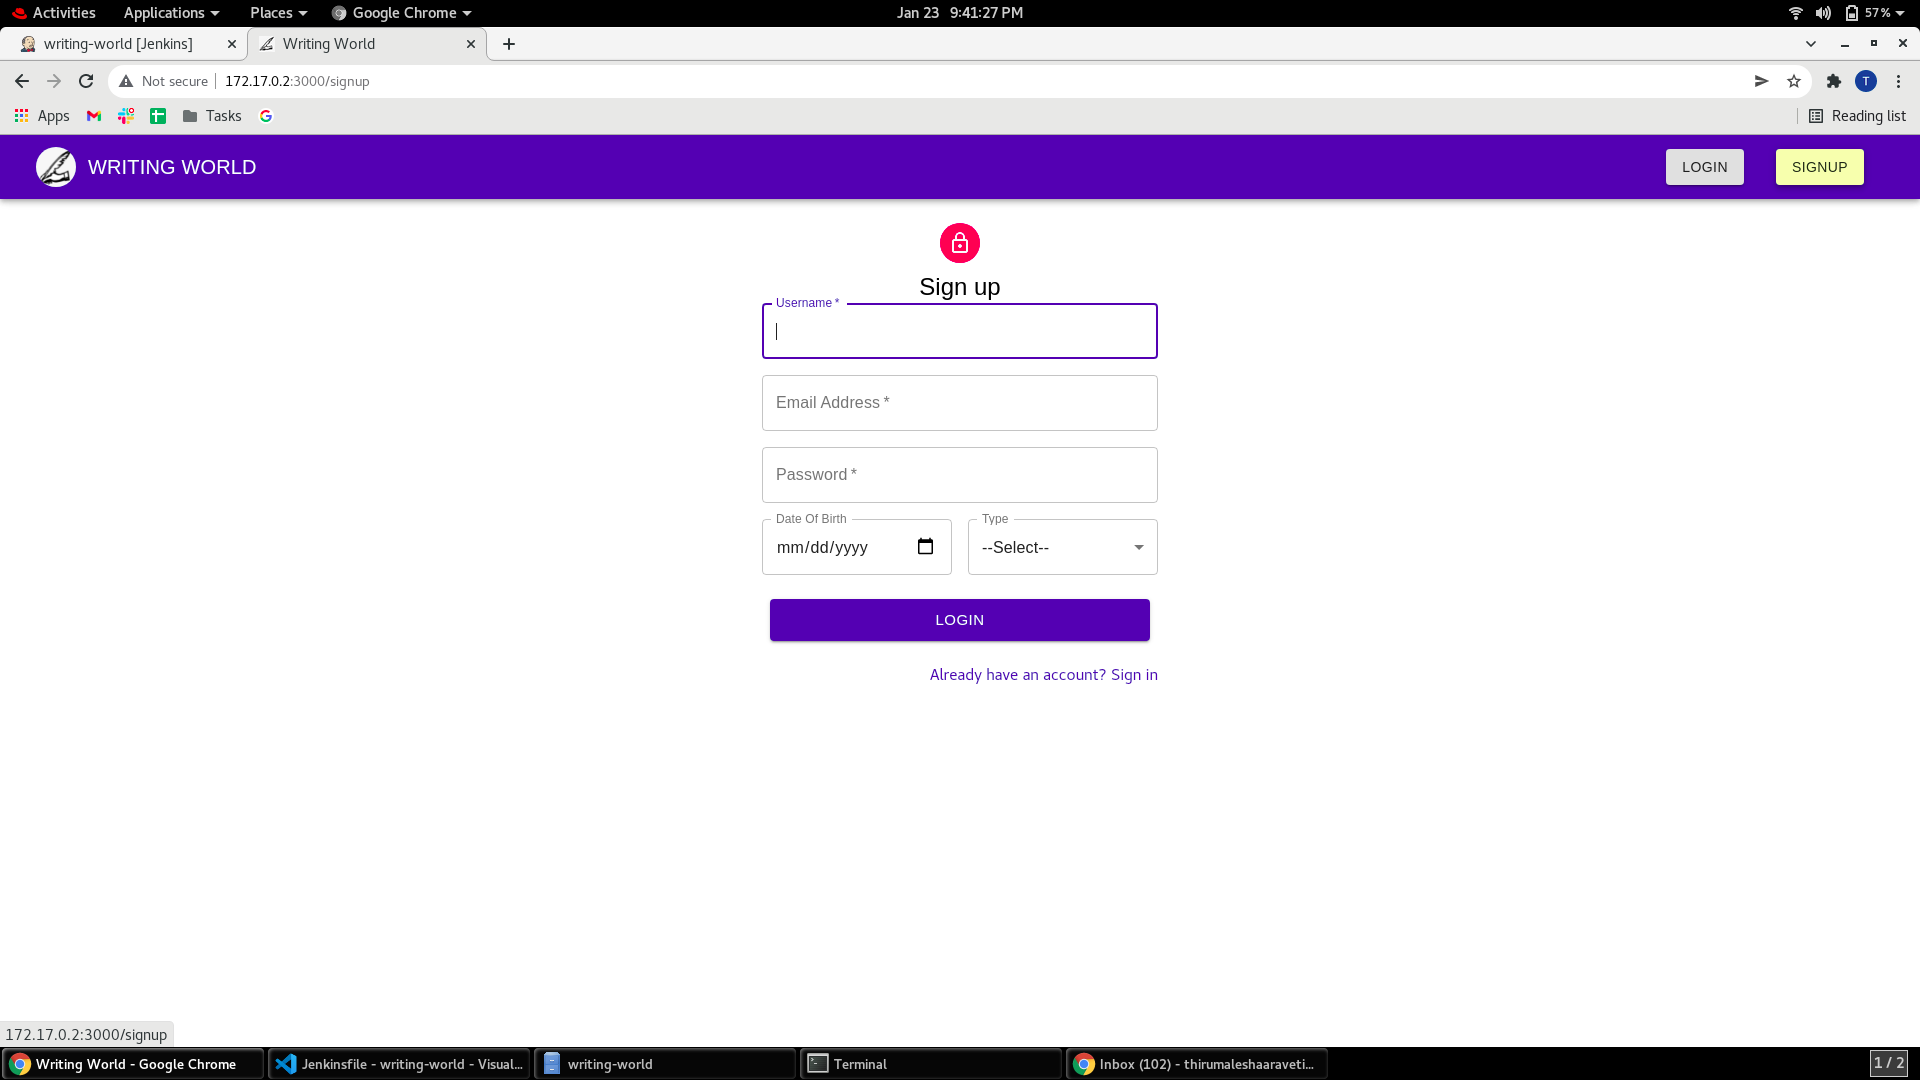 Activities Applications Places Google Chrome Jan 23 9:41:27 PM 57%
writing-world [Jenkins] Writing World
Not secure 172.17.0.2:3000/signup T
Apps Tasks Reading list
WRITING WORLD LOGIN SIGNUP
Sign up
Username *
Email Address *
Password *
Date Of Birth Type
mm/dd/yyyy --Select--
LOGIN
Already have an account? Sign in
172.17.0.2:3000/signup
Writing World - Google Chrome Jenkinsfile - writing-world - Visual... writing-world Terminal Inbox (102) - thirumaleshaaraveti... 1 / 2